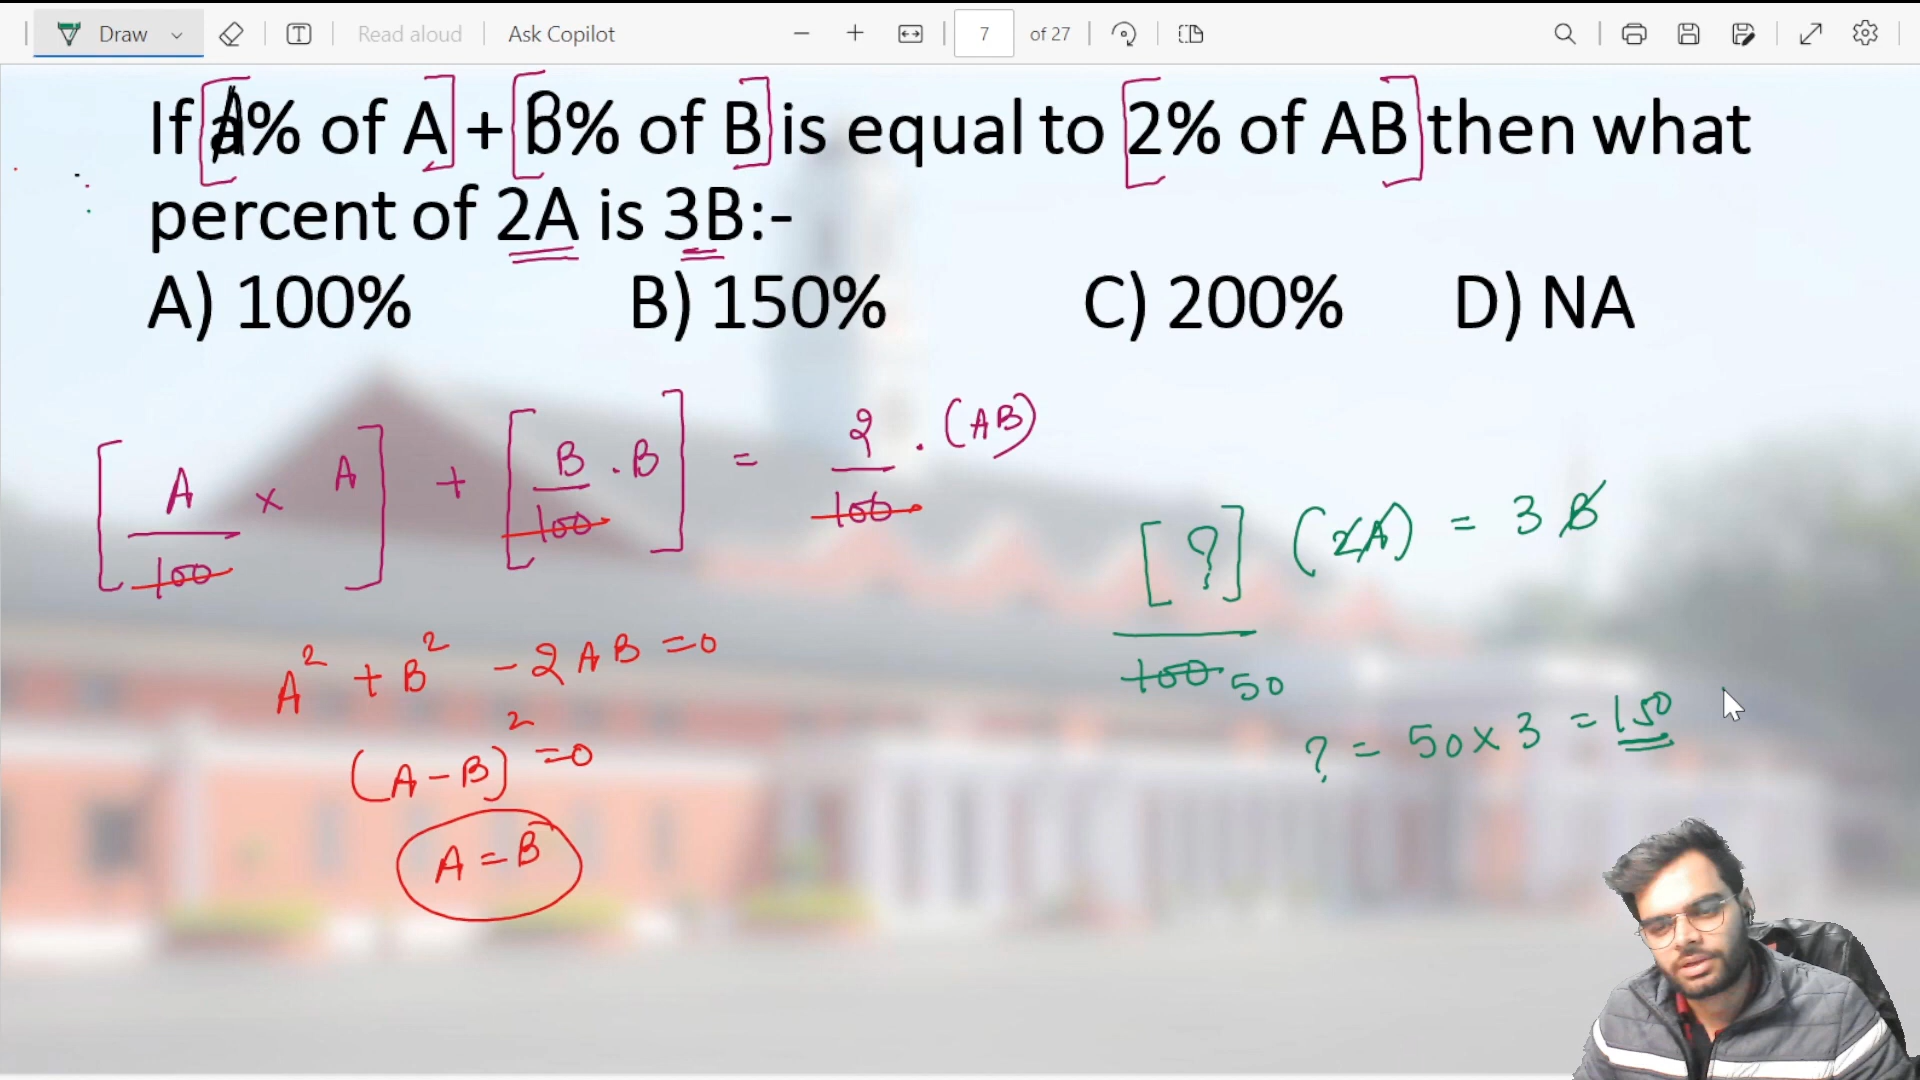 Draw Read aloud Ask Copilot 7 of 27
If A% of A + B% of B is equal to 2% of AB then what
percent of 2A is 3B:-
A) 100% B) 150% C) 200% D) NA
[A/100 × A] + [B/100 . B] = 2/100 . (AB)
[?]/100 (2A) = 3B
50
A² + B² - 2AB = 0
? = 50 × 3 = 150
(A - B)² = 0
A = B